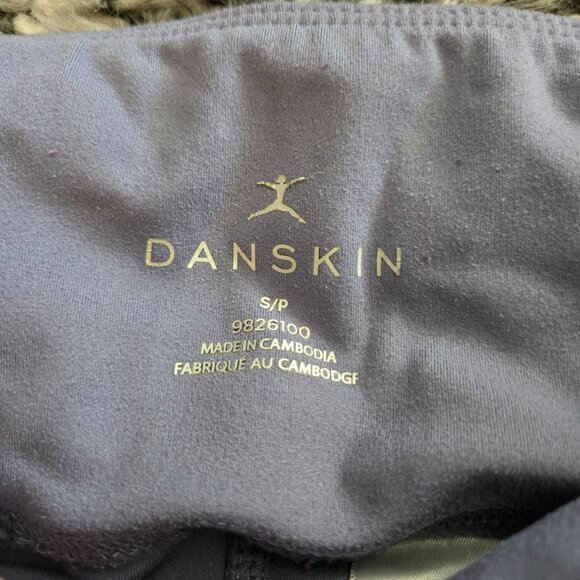 DANSKIN
S/P
9826100
MADE IN CAMBODIA
FABRIQUÉ AU CAMBODGE